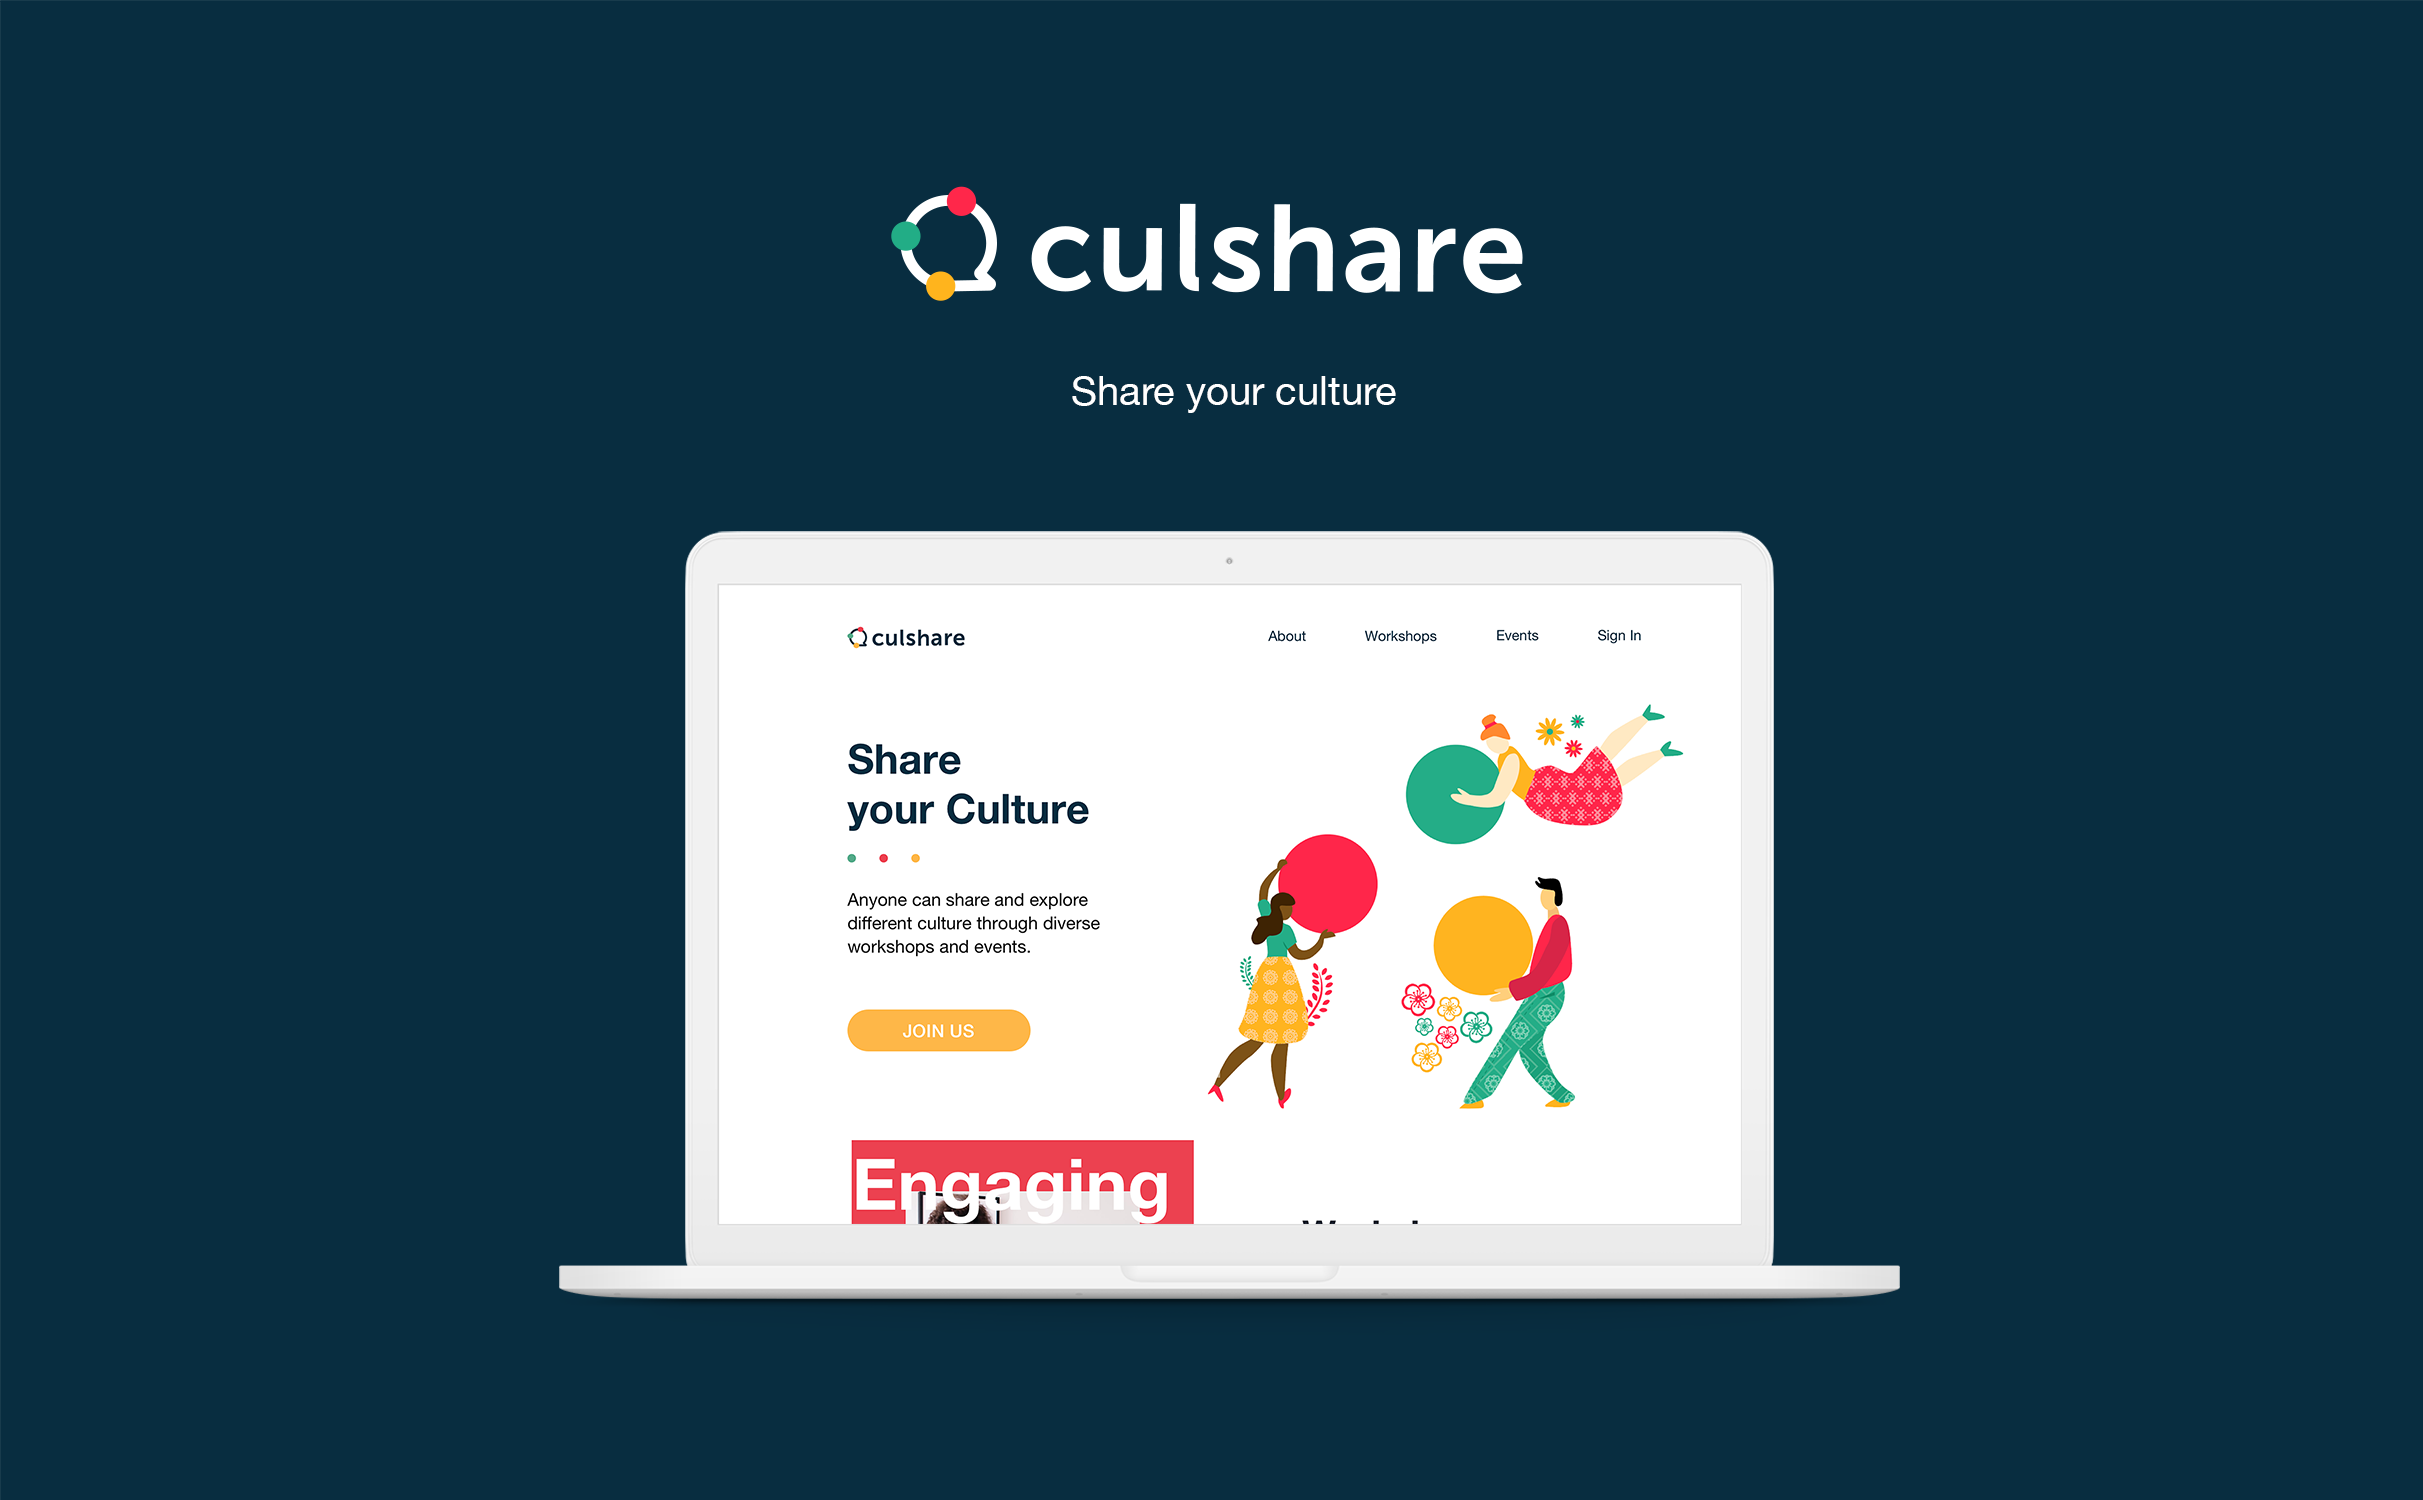 culshare
Share your culture
culshare
About Workshops Events Sign In
Share
your Culture
Anyone can share and explore
different culture through diverse
workshops and events.
JOIN US
Engaging